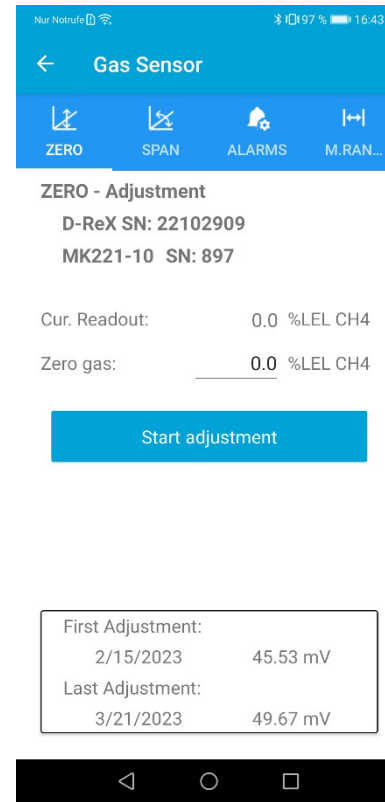 Nur Notrufe 97 % 16:43
Gas Sensor
ZERO SPAN ALARMS M.RAN...
ZERO - Adjustment
D-ReX SN: 22102909
MK221-10 SN: 897
Cur. Readout: 0.0 %LEL CH4
Zero gas: 0.0 %LEL CH4
Start adjustment
First Adjustment:
2/15/2023 45.53 mV
Last Adjustment:
3/21/2023 49.67 mV